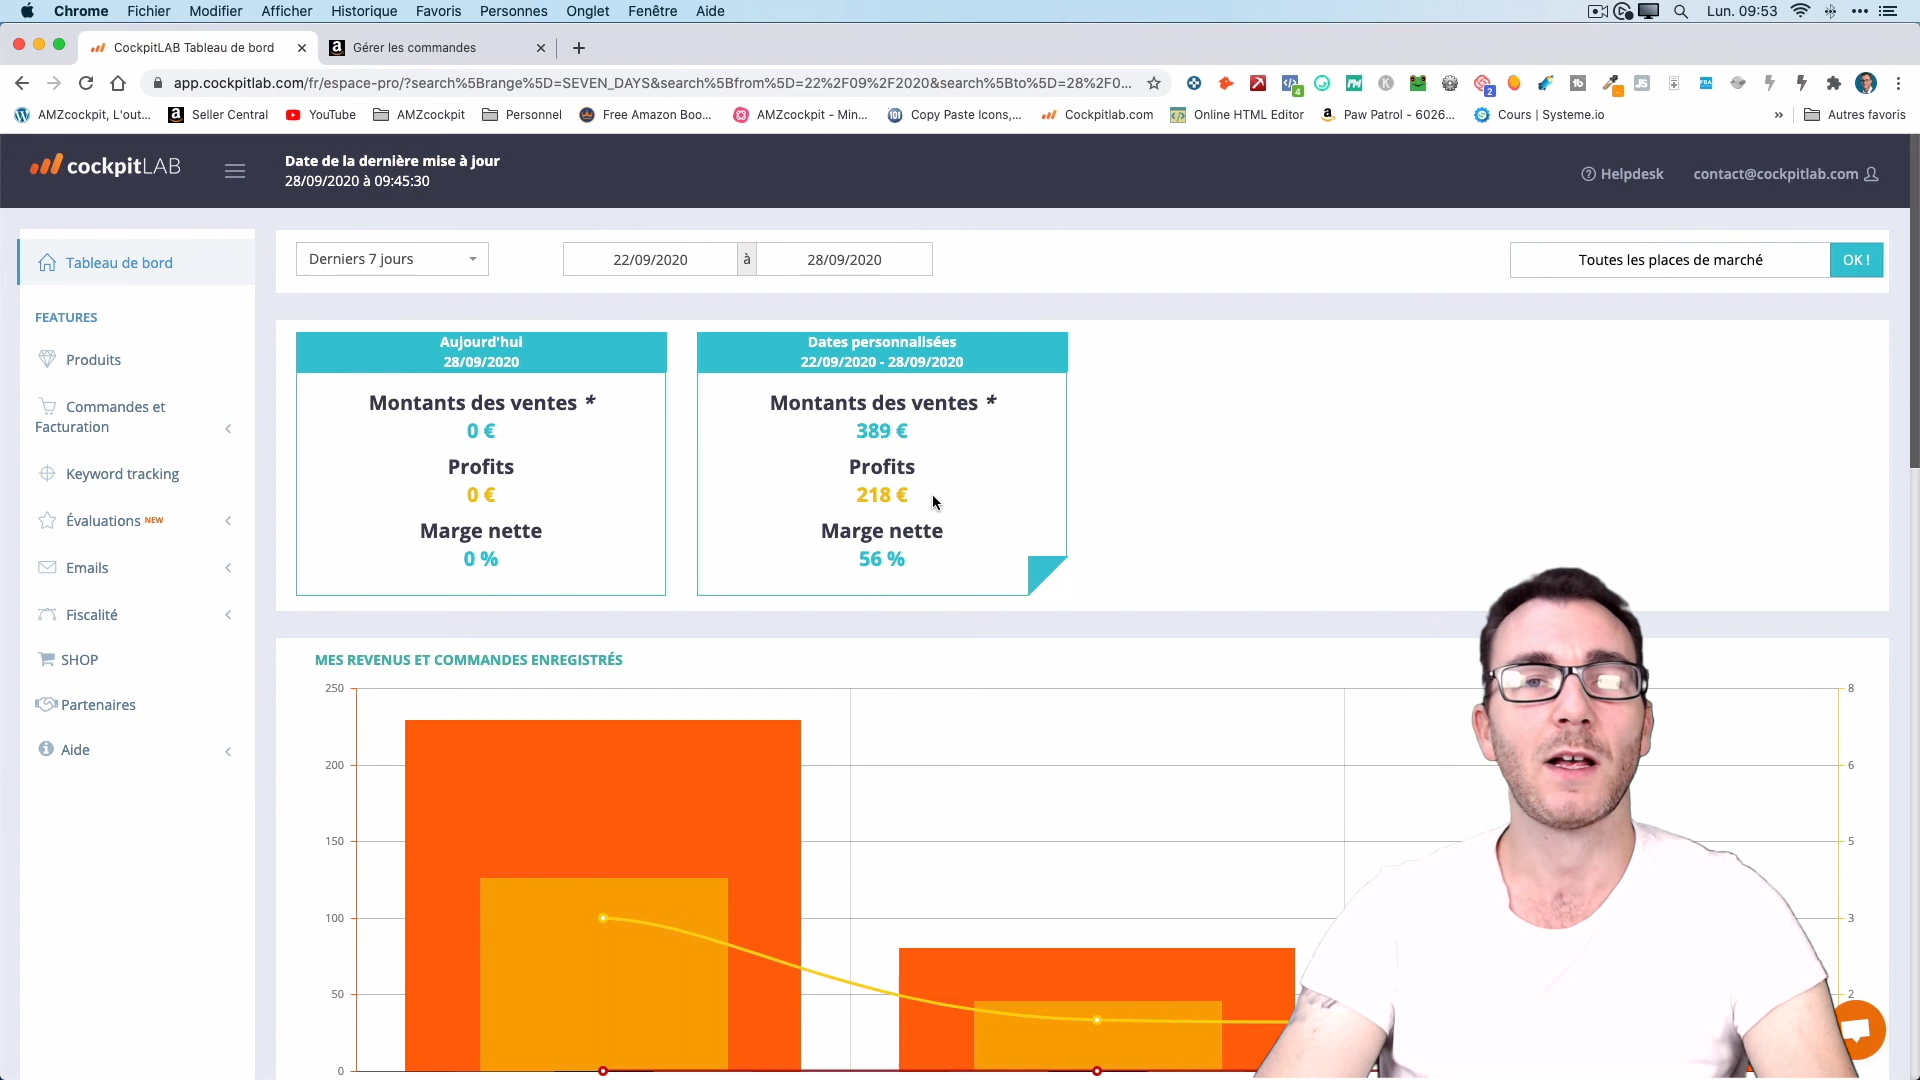 Chrome Fichier Modifier Afficher Historique Favoris Personnes Onglet Fenêtre Aide Lun. 09:53
CockpitLAB Tableau de bord Gérer les commandes
app.cockpitlab.com/fr/espace-pro/?search%5Brange%5D=SEVEN_DAYS&search%5Bfrom%5D=22%2F09%2F2020&search%5Bto%5D=28%2F0...
AMZcockpit, L'out... Seller Central YouTube AMZcockpit Personnel Free Amazon Boo... AMZcockpit - Min... Copy Paste Icons,... Cockpitlab.com Online HTML Editor Paw Patrol - 6026... Cours | Systeme.io » Autres favoris
cockpitLAB
Date de la dernière mise à jour
28/09/2020 à 09:45:30
Helpdesk contact@cockpitlab.com
Tableau de bord
FEATURES
Produits
Commandes et
Facturation
Keyword tracking
Évaluations NEW
Emails
Fiscalité
SHOP
Partenaires
Aide
Derniers 7 jours 22/09/2020 à 28/09/2020 Toutes les places de marché OK !
Aujourd'hui
28/09/2020
Montants des ventes *
0 €
Profits
0 €
Marge nette
0 %
Dates personnalisées
22/09/2020 - 28/09/2020
Montants des ventes *
389 €
Profits
218 €
Marge nette
56 %
MES REVENUS ET COMMANDES ENREGISTRÉS
250 8
200 6
150 5
100 3
50 2
0